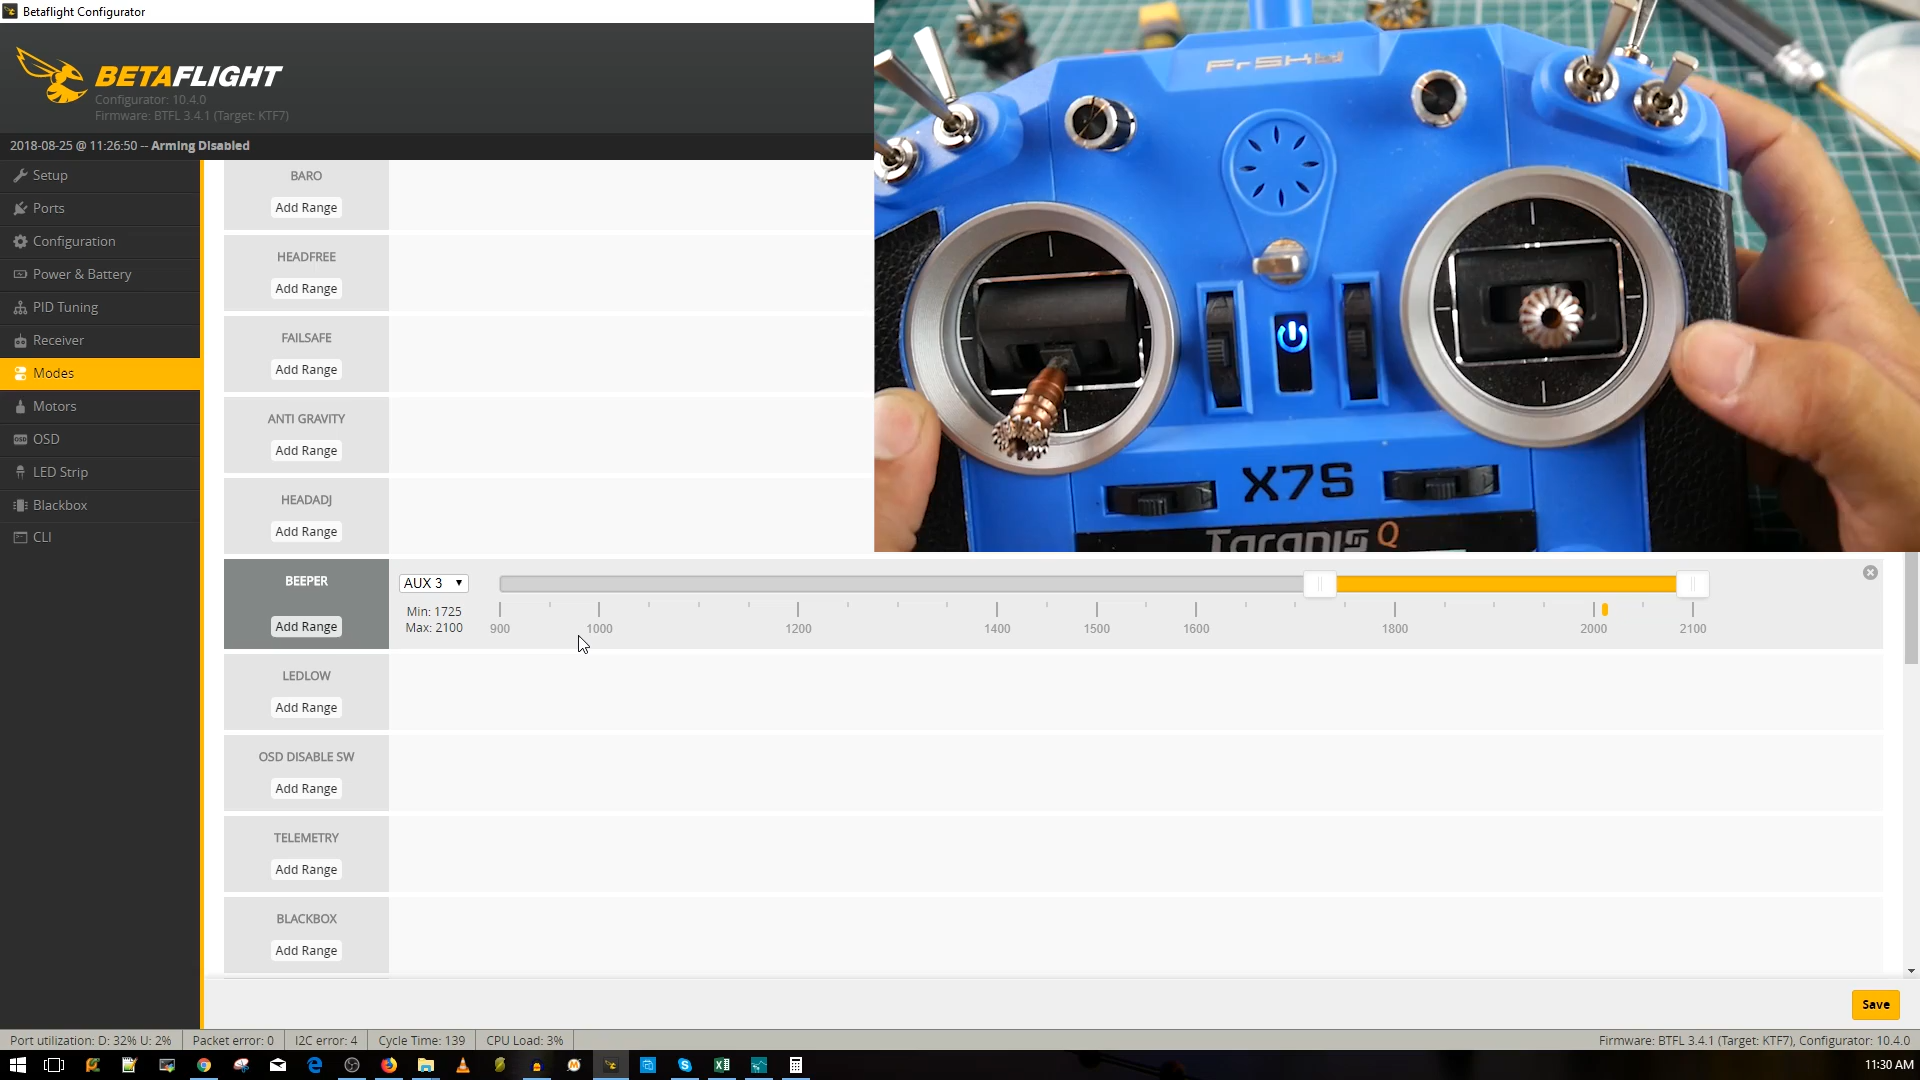 Betaflight Configurator
BETAFLIGHT
Configurator: 10.4.0
Firmware: BTFL 3.4.1 (Target: KTF7)
2018-08-25 @ 11:26:50 -- Arming Disabled
Setup
Ports
Configuration
Power & Battery
PID Tuning
Receiver
Modes
Motors
OSD
LED Strip
Blackbox
CLI
BARO
Add Range
HEADFREE
Add Range
FAILSAFE
Add Range
ANTI GRAVITY
Add Range
HEADADJ
Add Range
BEEPER
Add Range
AUX 3
Min: 1725
Max: 2100
900 1000 1200 1400 1500 1600 1800 2000 2100
LEDLOW
Add Range
OSD DISABLE SW
Add Range
TELEMETRY
Add Range
BLACKBOX
Add Range
FrSKY
X7S
Taranis Q
Save
Port utilization: D: 32% U: 2% Packet error: 0 I2C error: 4 Cycle Time: 139 CPU Load: 3% Firmware: BTFL 3.4.1 (Target: KTF7), Configurator: 10.4.0
11:30 AM